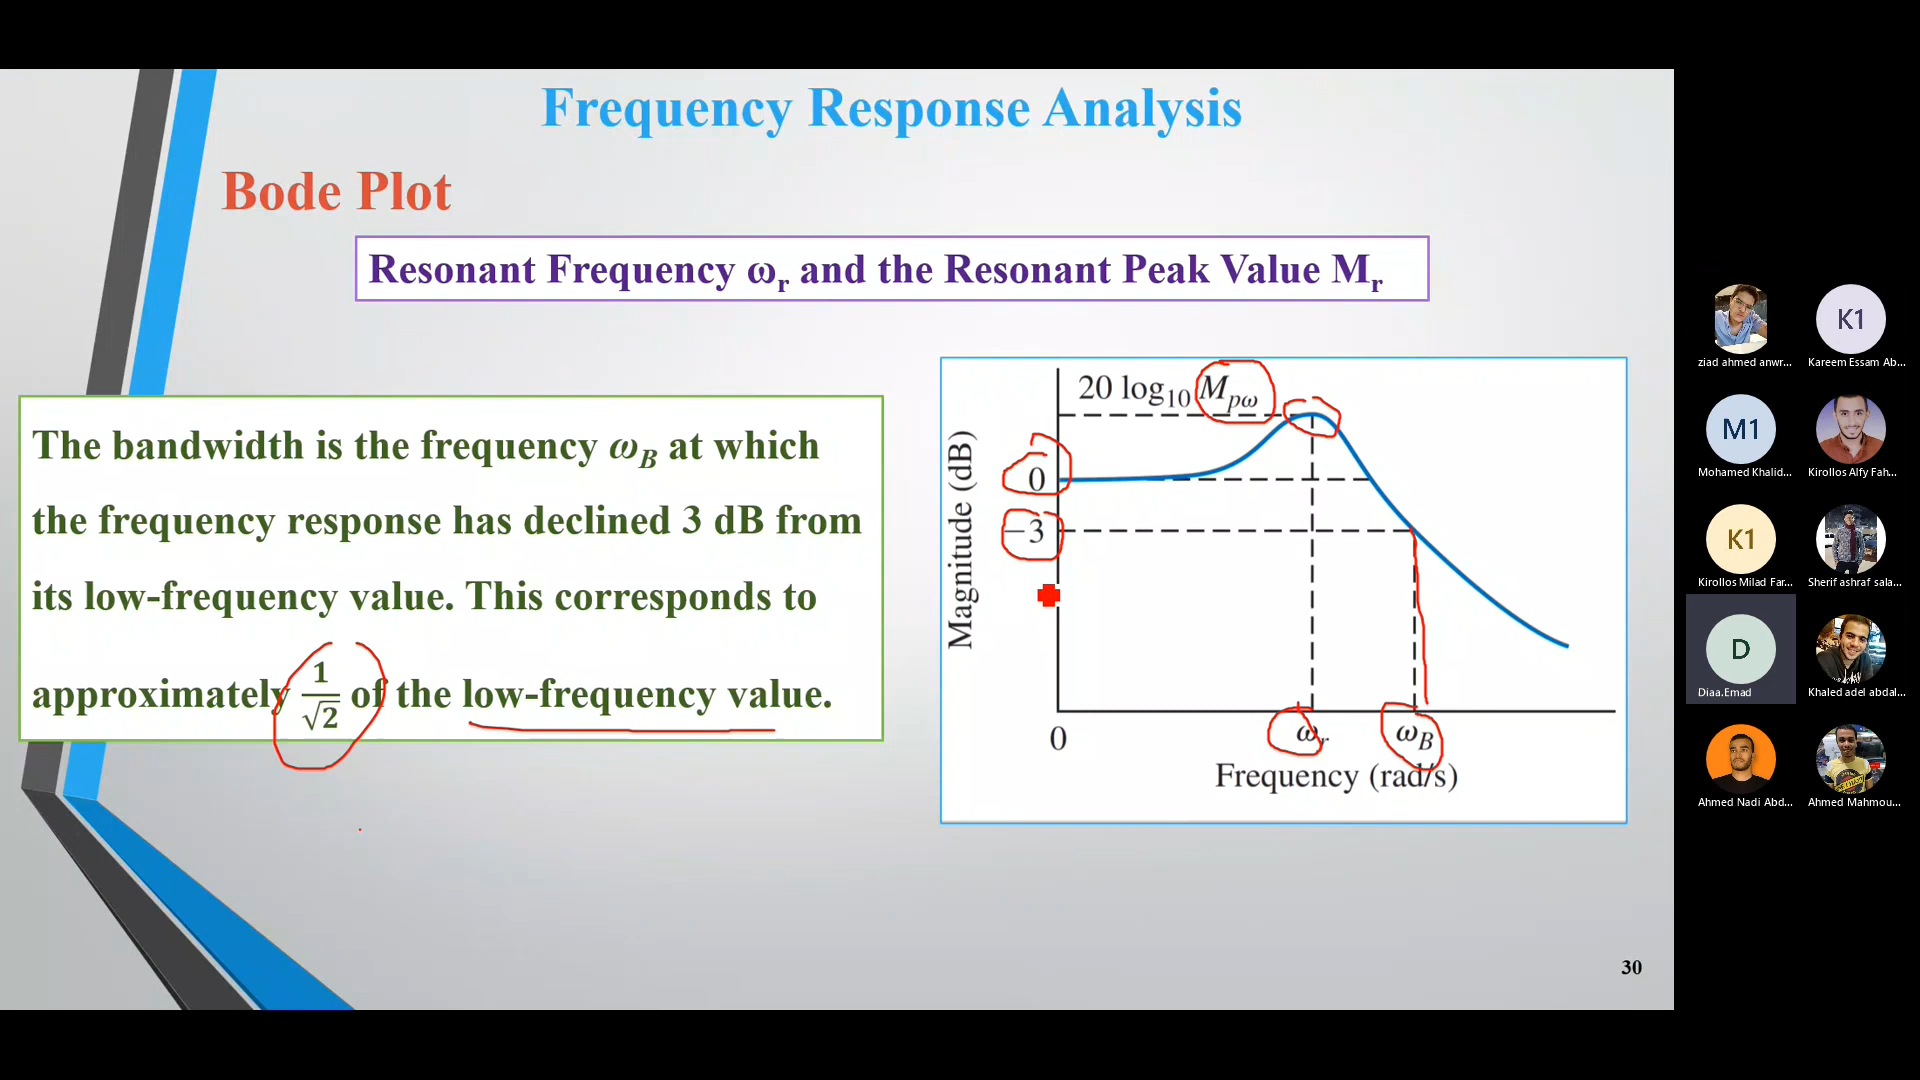 Frequency Response Analysis
Bode Plot
Resonant Frequency ωr and the Resonant Peak Value Mr
The bandwidth is the frequency ωB at which
the frequency response has declined 3 dB from
its low-frequency value. This corresponds to
approximately 1/√2 of the low-frequency value.
20 log10 Mpω
0
−3
Magnitude (dB)
0
ωr
ωB
Frequency (rad/s)
30
ziad ahmed anwr...
K1
Kareem Essam Ab...
M1
Mohamed Khalid...
Kirollos Alfy Fah...
K1
Kirollos Milad Far...
Sherif ashraf sala...
D
Diaa.Emad
Khaled adel abdal...
Ahmed Nadi Abd...
Ahmed Mahmou...